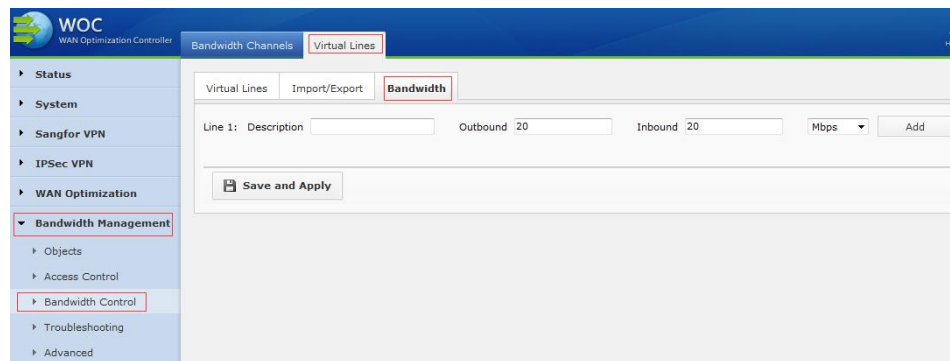 WOC
WAN Optimization Controller
Bandwidth Channels
Virtual Lines
Status
System
Sangfor VPN
IPSec VPN
WAN Optimization
Bandwidth Management
Objects
Access Control
Bandwidth Control
Troubleshooting
Advanced
Virtual Lines
Import/Export
Bandwidth
Line 1: Description Outbound 20 Inbound 20 Mbps Add
Save and Apply